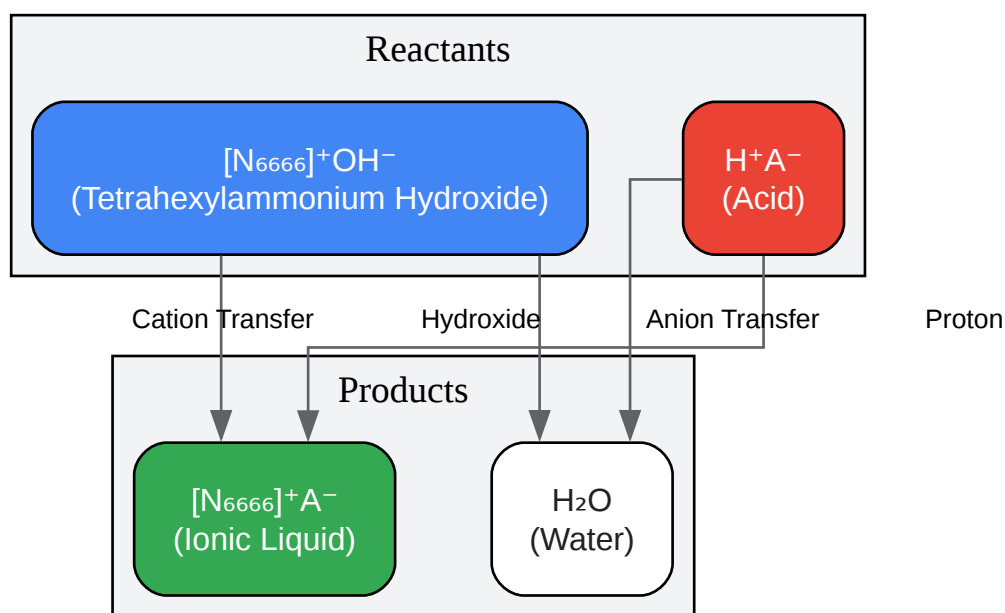 Reactants
[N₆₆₆₆]⁺OH⁻
(Tetrahexylammonium Hydroxide)
H⁺A⁻
(Acid)
Cation Transfer
Hydroxide
Anion Transfer
Proton
Products
[N₆₆₆₆]⁺A⁻
(Ionic Liquid)
H₂O
(Water)